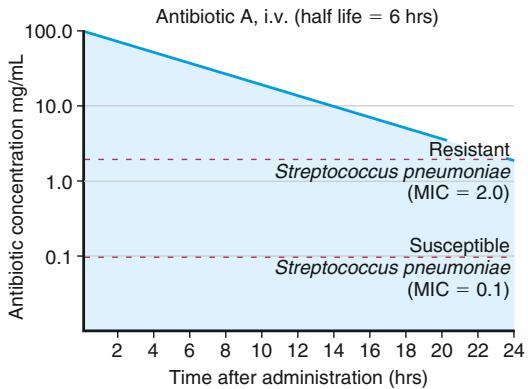 Antibiotic A, i.v. (half life = 6 hrs)
Antibiotic concentration mg/mL
100.0
10.0
1.0
0.1
Resistant
Streptococcus pneumoniae
(MIC = 2.0)
Susceptible
Streptococcus pneumoniae
(MIC = 0.1)
2 4 6 8 10 12 14 16 18 20 22 24
Time after administration (hrs)